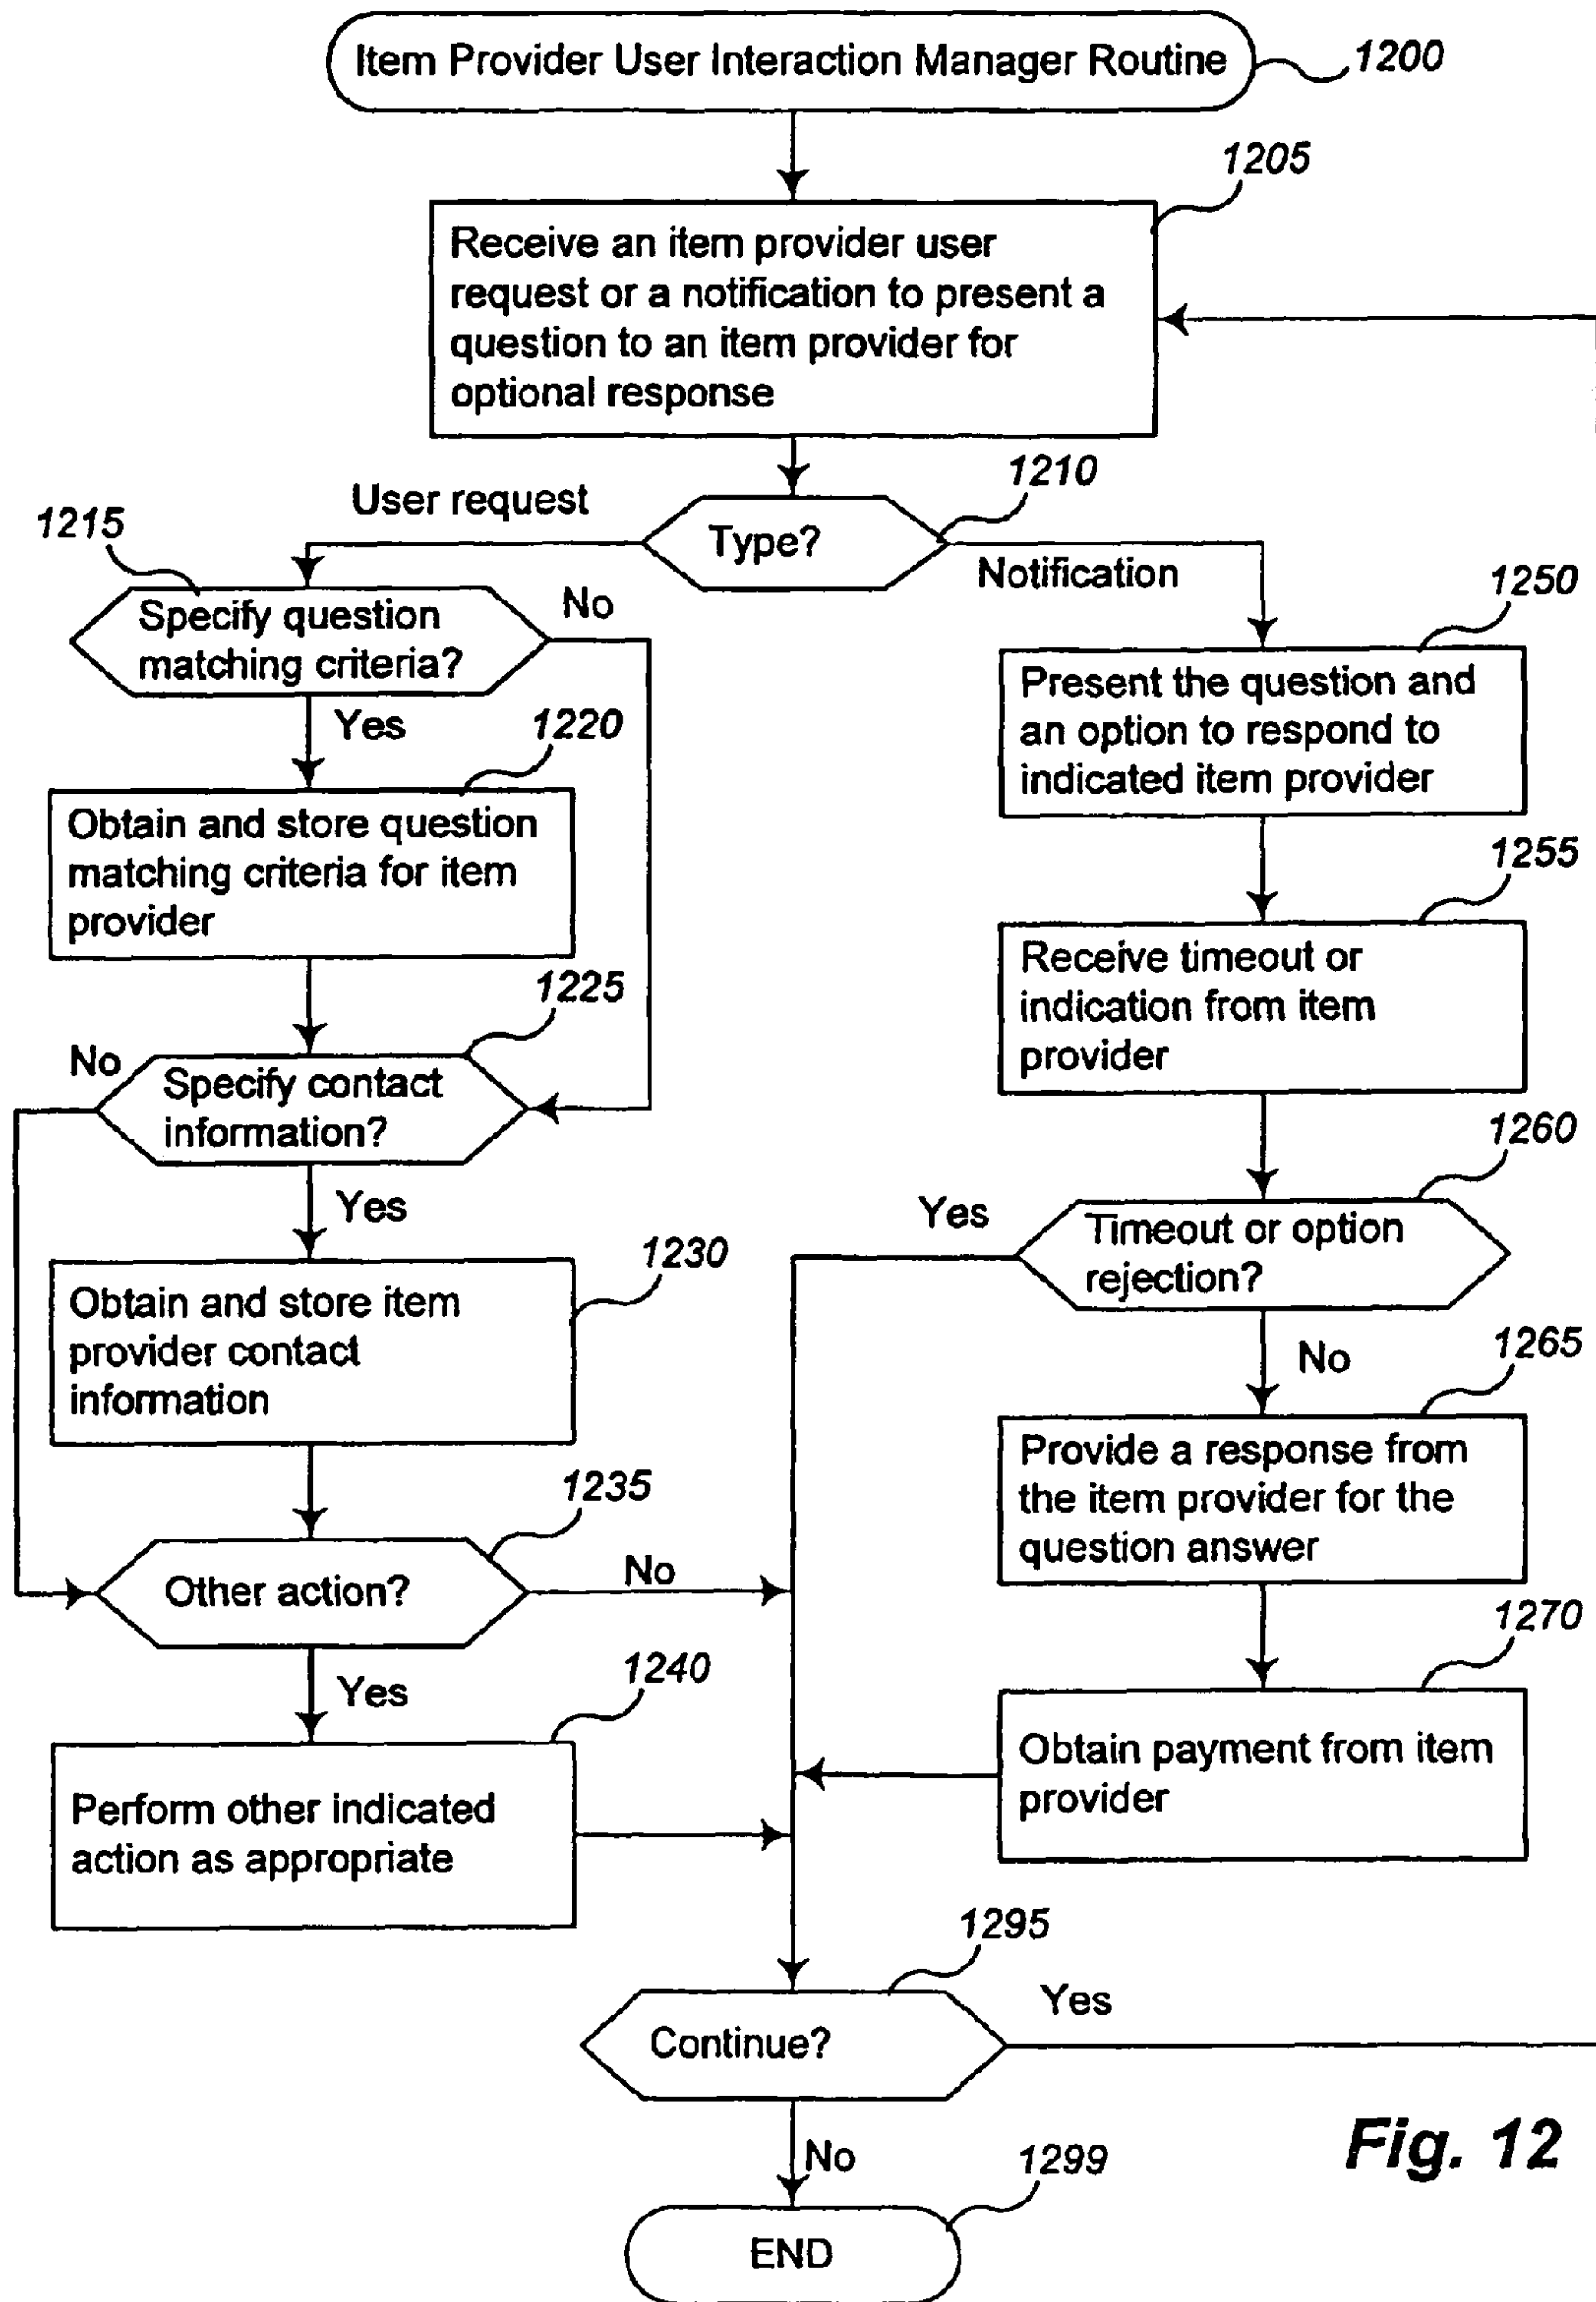 Item Provider User Interaction Manager Routine
1200
1205
Receive an item provider user
request or a notification to present a
question to an item provider for
optional response
1210
User request
Type?
Notification
1215
Specify question
matching criteria?
No
Yes
1220
Obtain and store question
matching criteria for item
provider
1225
No
Specify contact
information?
Yes
1230
Obtain and store item
provider contact
information
1235
Other action?
No
Yes
1240
Perform other indicated
action as appropriate
1250
Present the question and
an option to respond to
indicated item provider
1255
Receive timeout or
indication from item
provider
1260
Yes
Timeout or option
rejection?
No
1265
Provide a response from
the item provider for the
question answer
1270
Obtain payment from item
provider
1295
Continue?
Yes
No
1299
END
Fig. 12